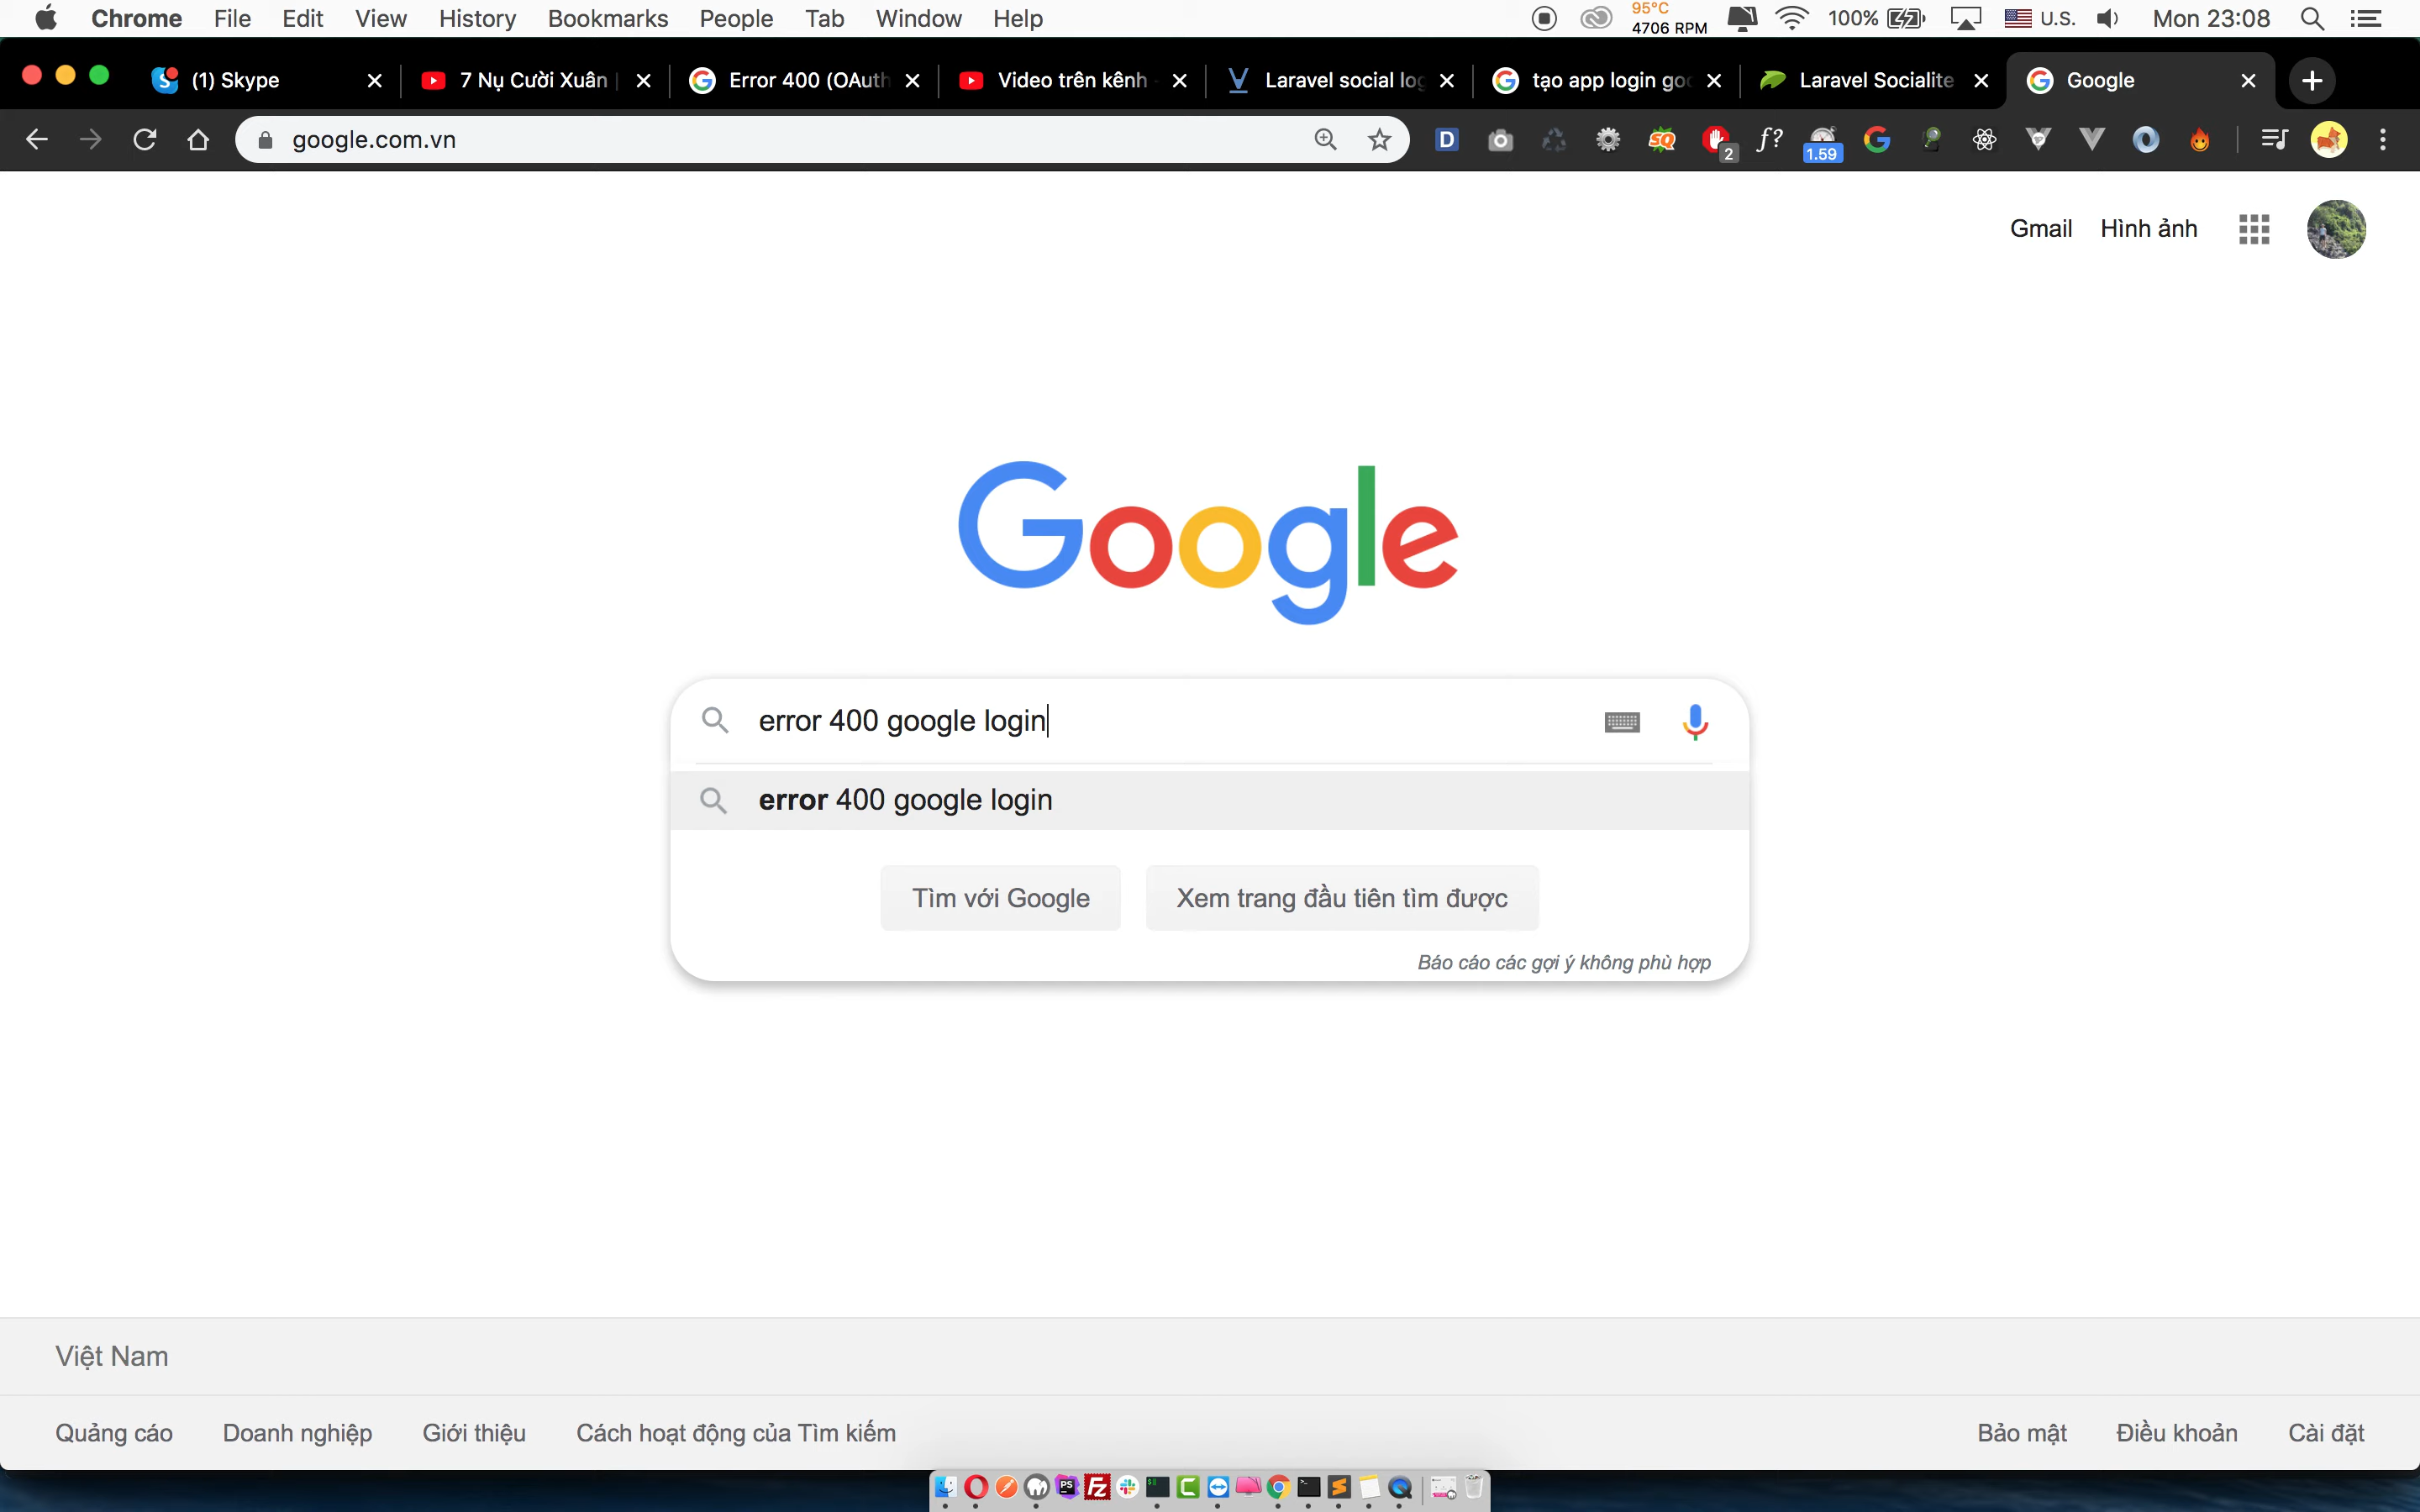 Chrome File Edit View History Bookmarks People Tab Window Help 95°C 4706 RPM 100% U.S. Mon 23:08
(1) Skype 7 Nụ Cười Xuân Error 400 (OAuth Video trên kênh Laravel social log tạo app login goo Laravel Socialite Google
google.com.vn D SQ 2 f? 1.59
Gmail Hình ảnh
Google
error 400 google login
error 400 google login
Tìm với Google Xem trang đầu tiên tìm được
Báo cáo các gợi ý không phù hợp
Việt Nam
Quảng cáo Doanh nghiệp Giới thiệu Cách hoạt động của Tìm kiếm Bảo mật Điều khoản Cài đặt